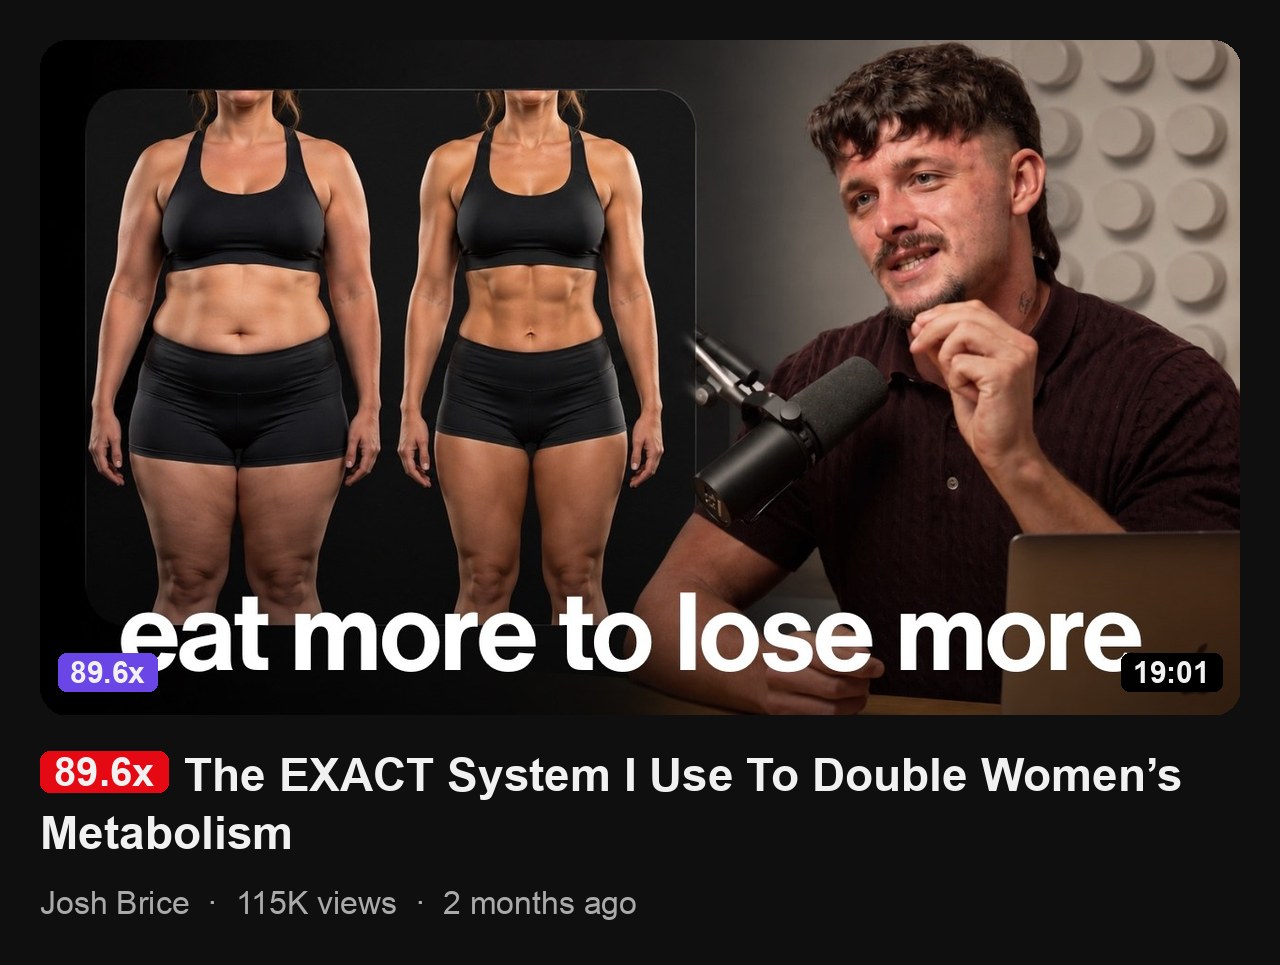 eat more to lose more
89.6x
19:01
89.6x The EXACT System I Use To Double Women’s
Metabolism
Josh Brice · 115K views · 2 months ago